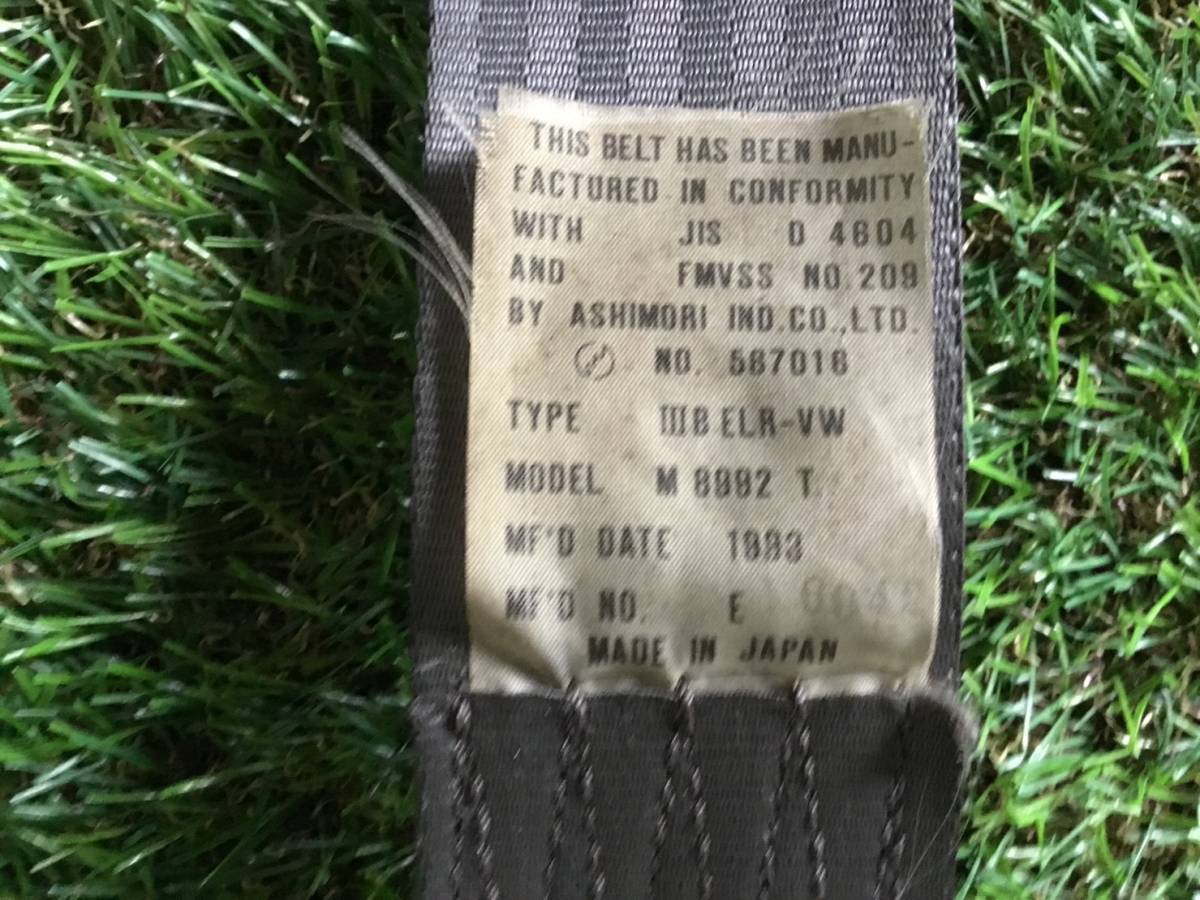 THIS BELT HAS BEEN MANU-
FACTURED IN CONFORMITY
WITH JIS D 4604
AND FMVSS NO.209
BY ASHIMORI IND.CO.,LTD.
NO. 567016
TYPE IIIB ELR-VW
MODEL M 8992 T
MF'D DATE 1993
MF'D NO. E
MADE IN JAPAN